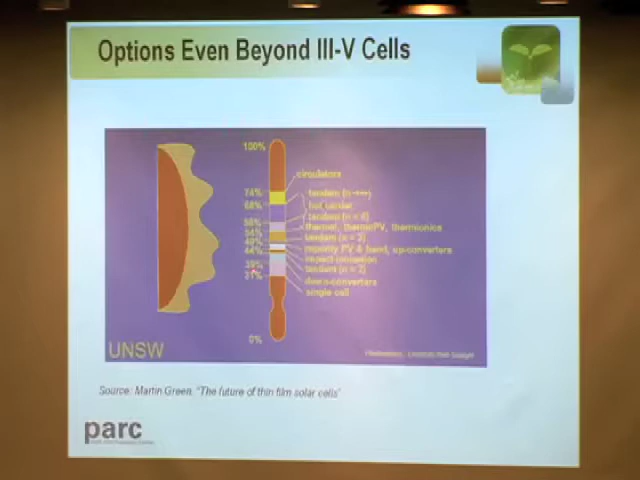 Options Even Beyond III-V Cells
100%
circulators
74%
tandem (n
68%
hot carrier
58%
tandem (n = 6)
54%
thermal, thermoPV, thermionics
49%
tandem (n = 3)
44%
impurity PV & band, up-converters
impact ionisation
39%
tandem (n = 2)
31%
down-converters
single cell
0%
UNSW
Source: Martin Green, "The future of thin film solar cells"
parc